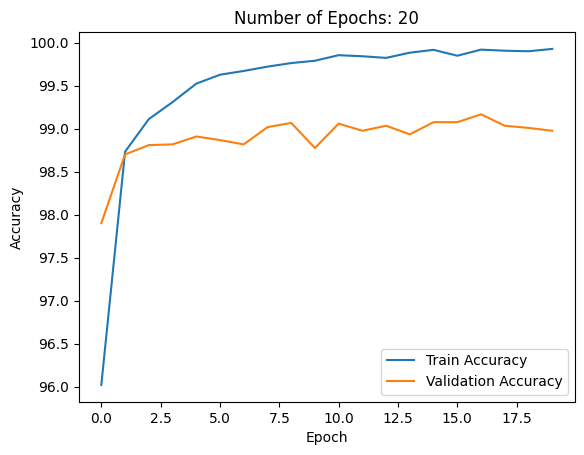 Number of Epochs: 20
Accuracy
100.0
99.5
99.0
98.5
98.0
97.5
97.0
96.5
96.0
Train Accuracy
Validation Accuracy
0.0 2.5 5.0 7.5 10.0 12.5 15.0 17.5
Epoch